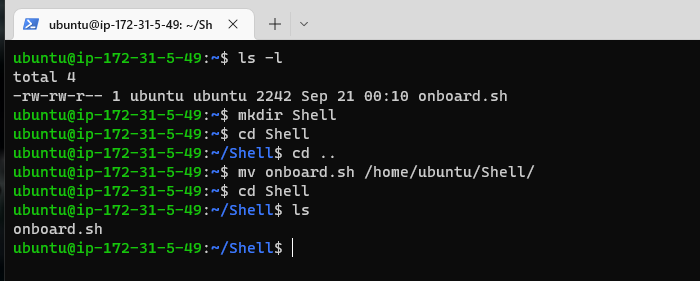 ubuntu@ip-172-31-5-49: ~/Sh
ubuntu@ip-172-31-5-49:~$ ls -l
total 4
-rw-rw-r-- 1 ubuntu ubuntu 2242 Sep 21 00:10 onboard.sh
ubuntu@ip-172-31-5-49:~$ mkdir Shell
ubuntu@ip-172-31-5-49:~$ cd Shell
ubuntu@ip-172-31-5-49:~/Shell$ cd ..
ubuntu@ip-172-31-5-49:~$ mv onboard.sh /home/ubuntu/Shell/
ubuntu@ip-172-31-5-49:~$ cd Shell
ubuntu@ip-172-31-5-49:~/Shell$ ls
onboard.sh
ubuntu@ip-172-31-5-49:~/Shell$